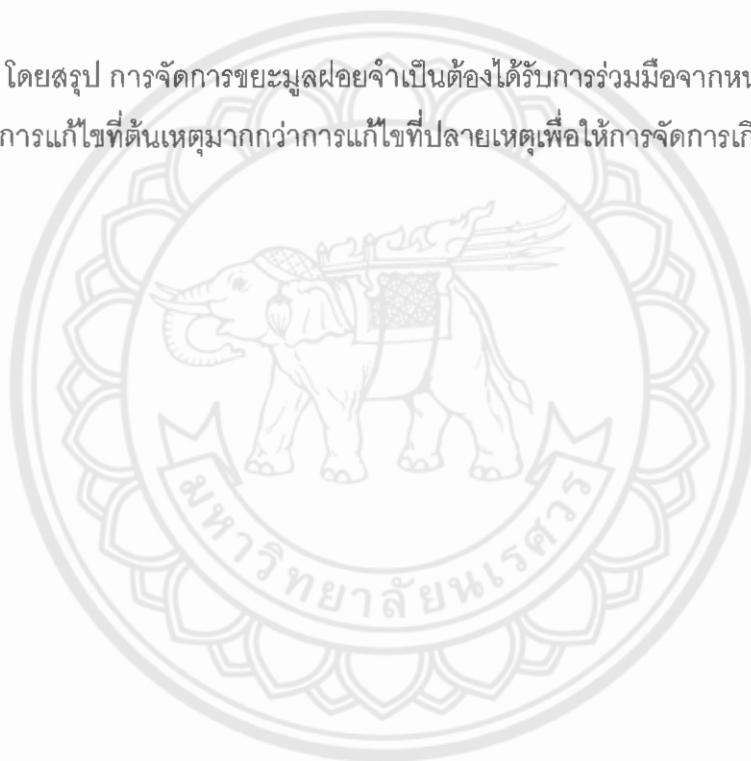 โดยสรุป การจัดการขยะมูลฝอยจำเป็นต้องได้รับการร่วมมือจากหน
การแก้ไขที่ต้นเหตุมากกว่าการแก้ไขที่ปลายเหตุเพื่อให้การจัดการเกิ
มหาวิทยาลัยนเรศวร